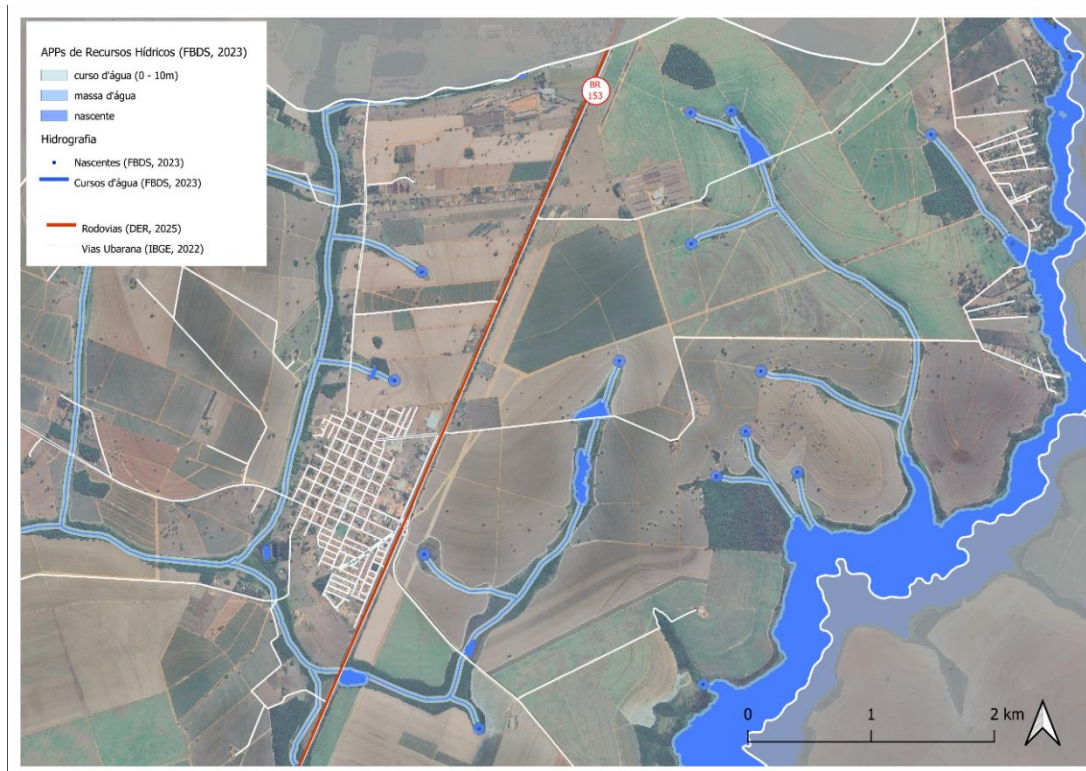 APPs de Recursos Hídricos (FBDS, 2023)
curso d'água (0 - 10m)
massa d'água
nascente
Hidrografia
Nascentes (FBDS, 2023)
Cursos d'água (FBDS, 2023)
Rodovias (DER, 2025)
Vias Ubarana (IBGE, 2022)
BR
153
0 1 2 km